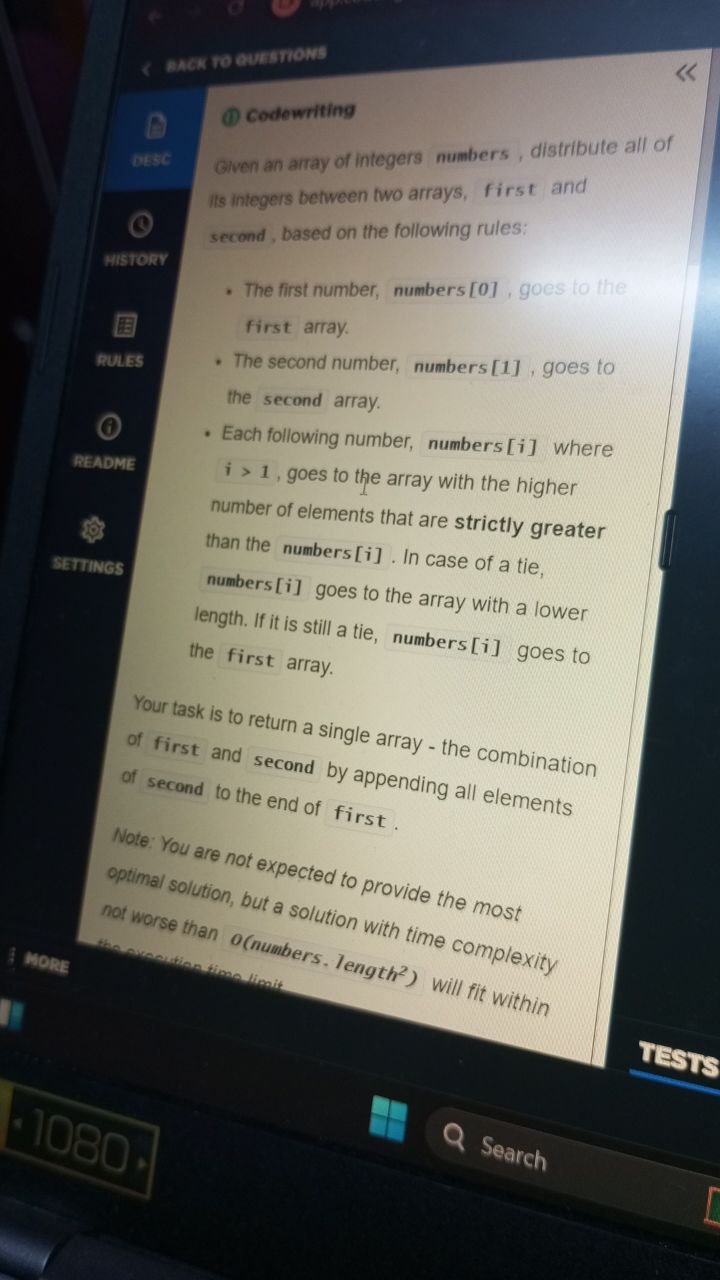 BACK TO QUESTIONS
DESC
HISTORY
RULES
README
SETTINGS
MORE
Codewriting
Given an array of integers numbers , distribute all of
its integers between two arrays, first and
second , based on the following rules:
• The first number, numbers[0] , goes to the
first array.
• The second number, numbers[1] , goes to
the second array.
• Each following number, numbers[i] where
i > 1 , goes to the array with the higher
number of elements that are strictly greater
than the numbers[i] . In case of a tie,
numbers[i] goes to the array with a lower
length. If it is still a tie, numbers[i] goes to
the first array.
Your task is to return a single array - the combination
of first and second by appending all elements
of second to the end of first .
Note: You are not expected to provide the most
optimal solution, but a solution with time complexity
not worse than O(numbers.length²) will fit within
the execution time limit
TESTS
1080
Search